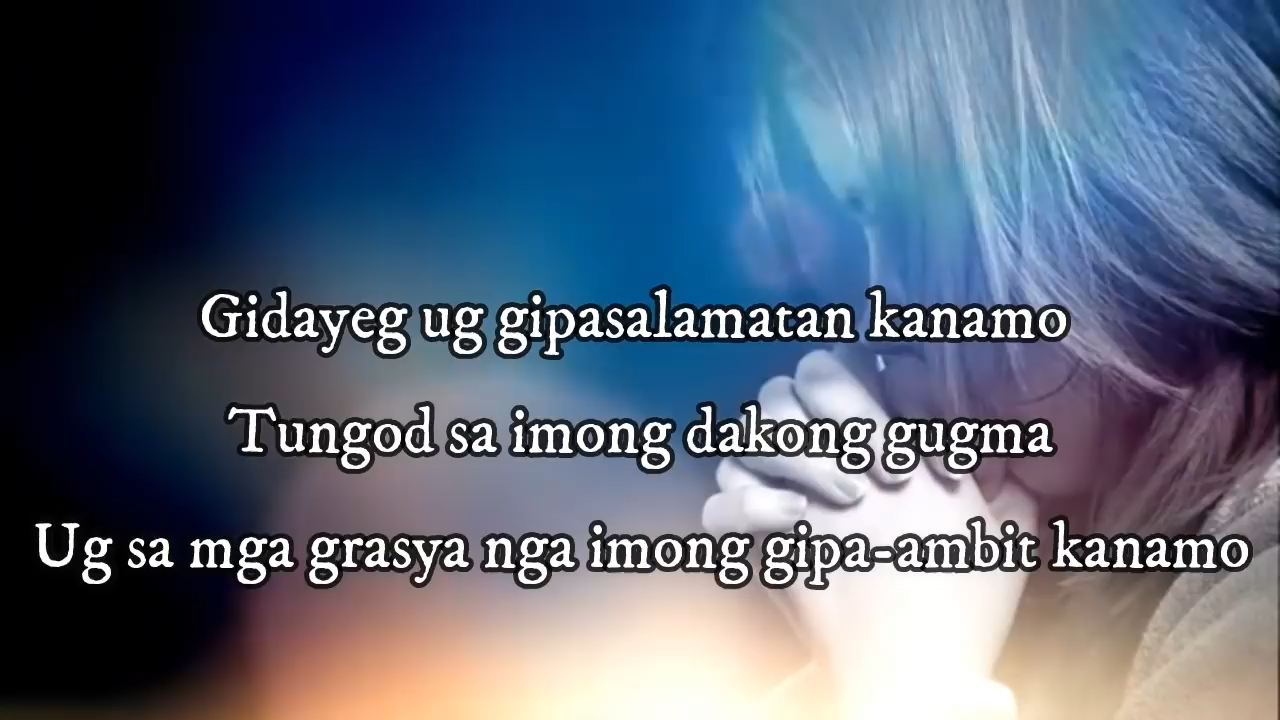 Gidayeg ug gipasalamatan kanamo
Tungod sa imong dakong gugma
Ug sa mga grasya nga imong gipa-ambit kanamo